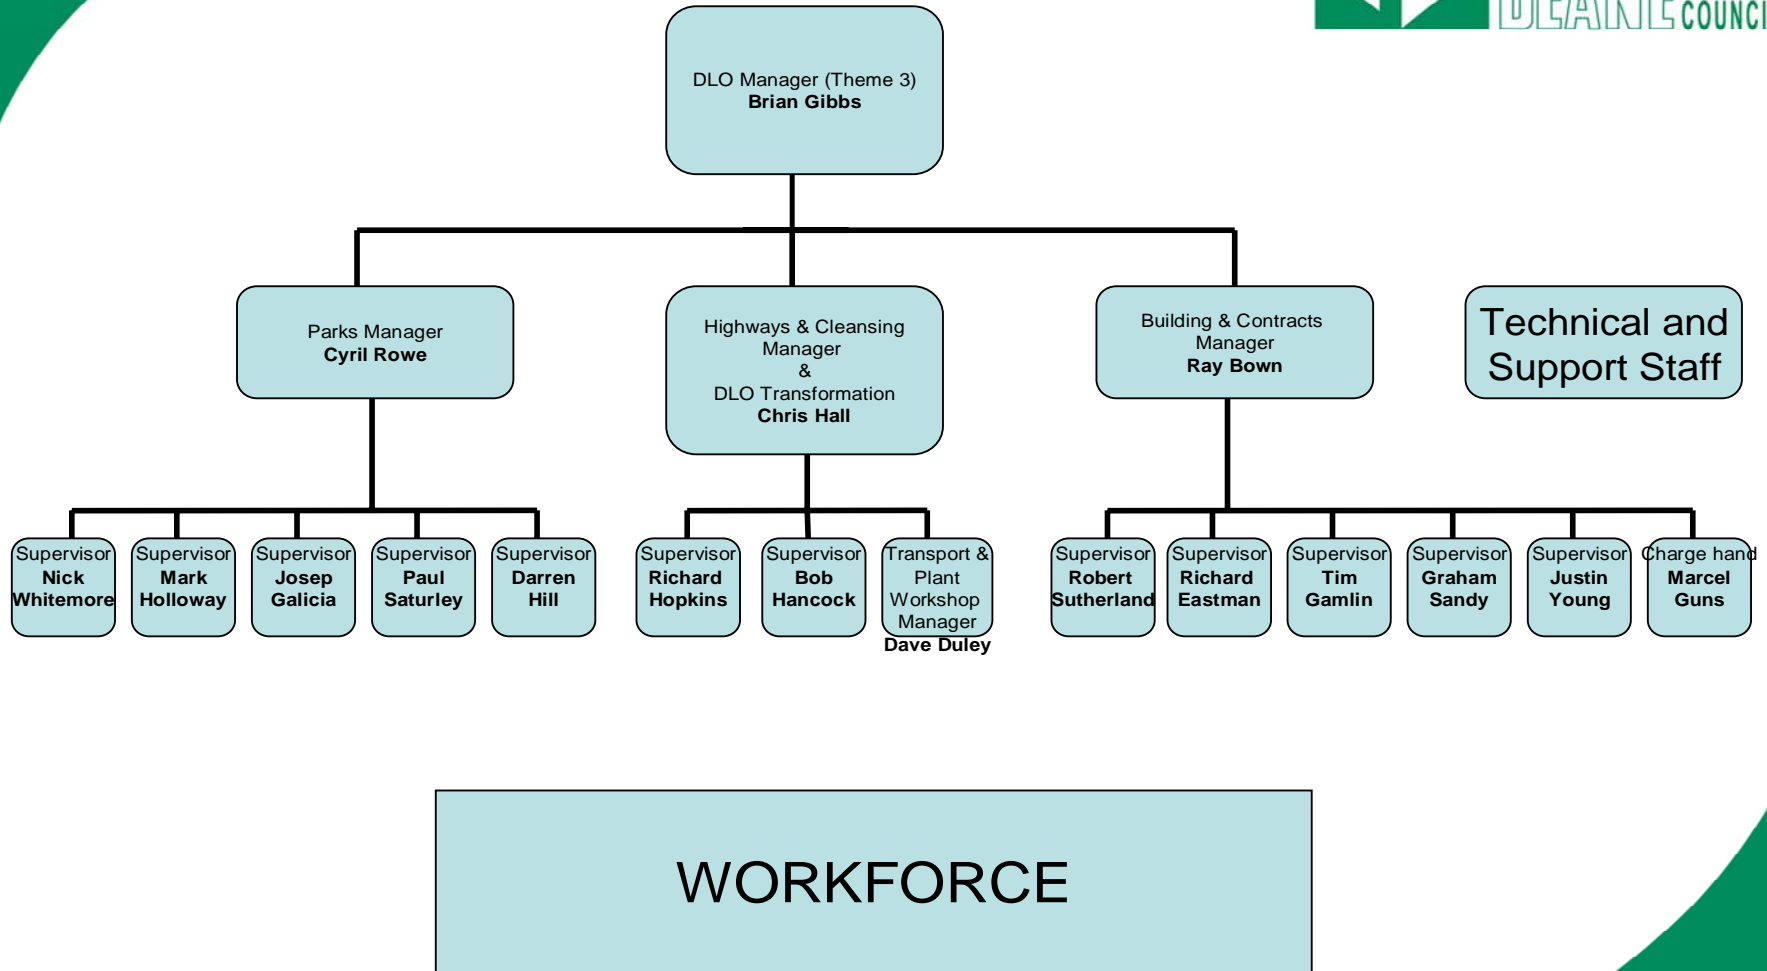 DEANE COUNCI
DLO Manager (Theme 3)
Brian Gibbs
Parks Manager
Cyril Rowe
Highways & Cleansing
Manager
&
DLO Transformation
Chris Hall
Building & Contracts
Manager
Ray Bown
Technical and
Support Staff
Supervisor
Nick
Whitemore
Supervisor
Mark
Holloway
Supervisor
Josep
Galicia
Supervisor
Paul
Saturley
Supervisor
Darren
Hill
Supervisor
Richard
Hopkins
Supervisor
Bob
Hancock
Transport &
Plant
Workshop
Manager
Dave Duley
Supervisor
Robert
Sutherland
Supervisor
Richard
Eastman
Supervisor
Tim
Gamlin
Supervisor
Graham
Sandy
Supervisor
Justin
Young
Charge hand
Marcel
Guns
WORKFORCE